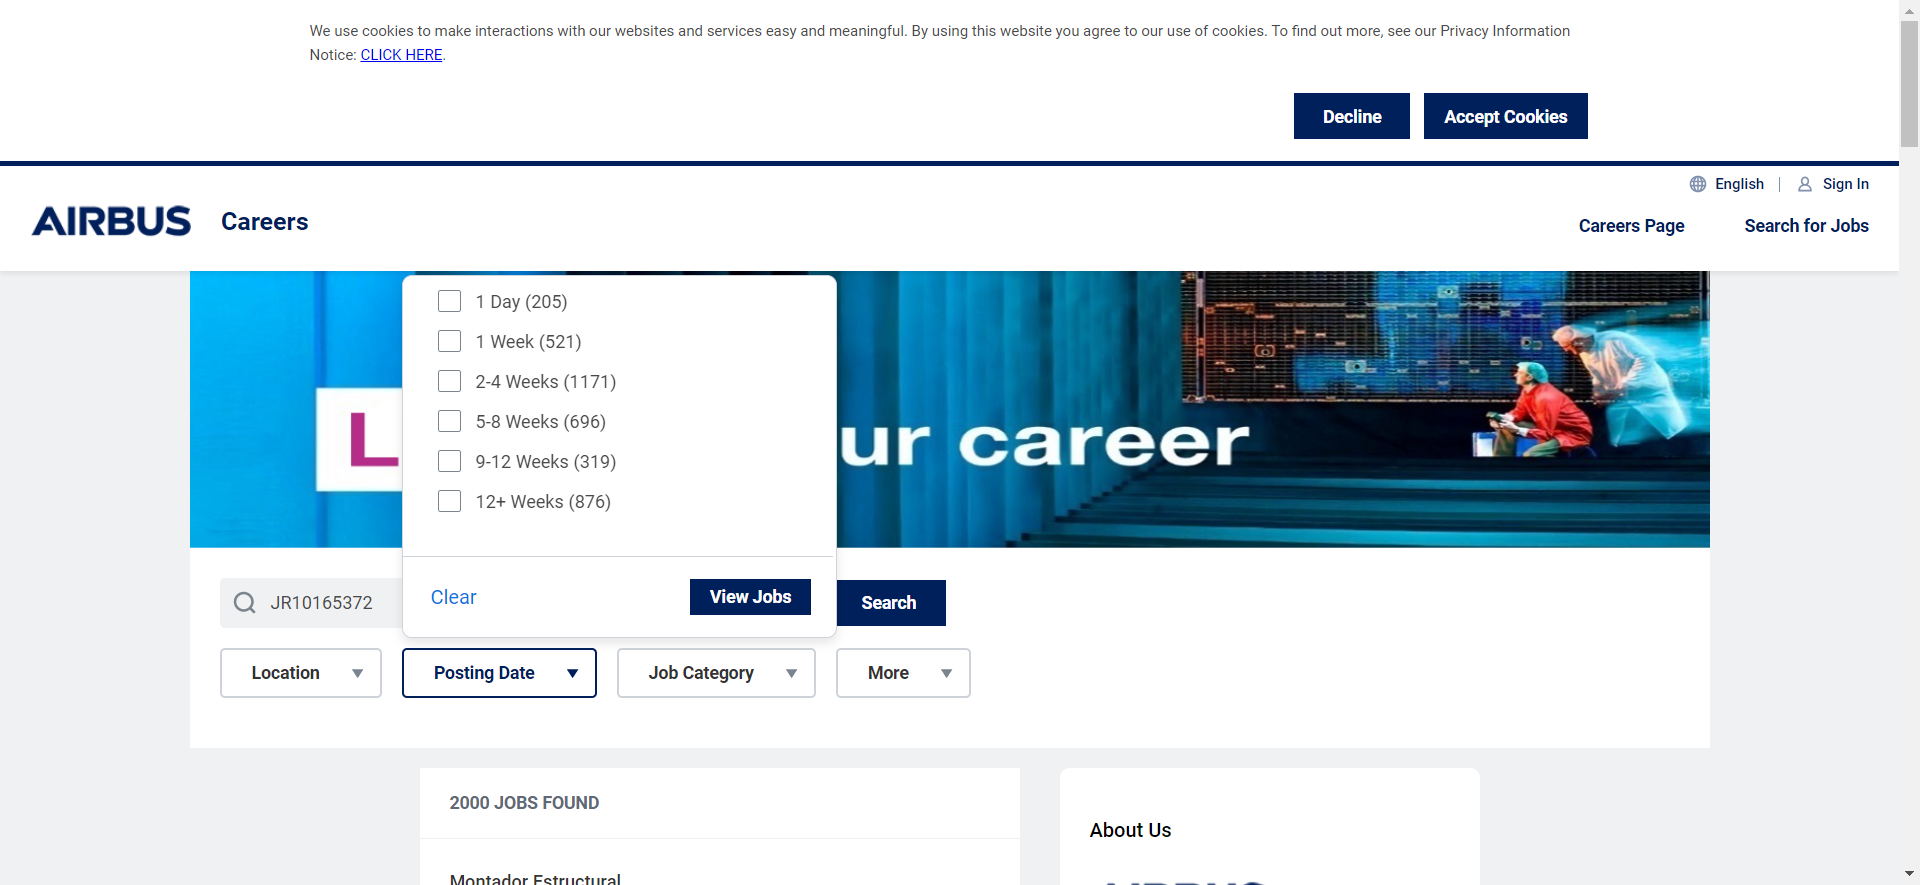 We use cookies to make interactions with our websites and services easy and meaningful. By using this website you agree to our use of cookies. To find out more, see our Privacy Information
Notice: CLICK HERE.
Decline
Accept Cookies
English
Sign In
AIRBUS
Careers
Careers Page
Search for Jobs
1 Day (205)
1 Week (521)
2-4 Weeks (1171)
5-8 Weeks (696)
9-12 Weeks (319)
12+ Weeks (876)
L
ur career
Clear
View Jobs
JR10165372
Search
Location
Posting Date
Job Category
More
2000 JOBS FOUND
About Us
Montador Estructural
AIRBUS